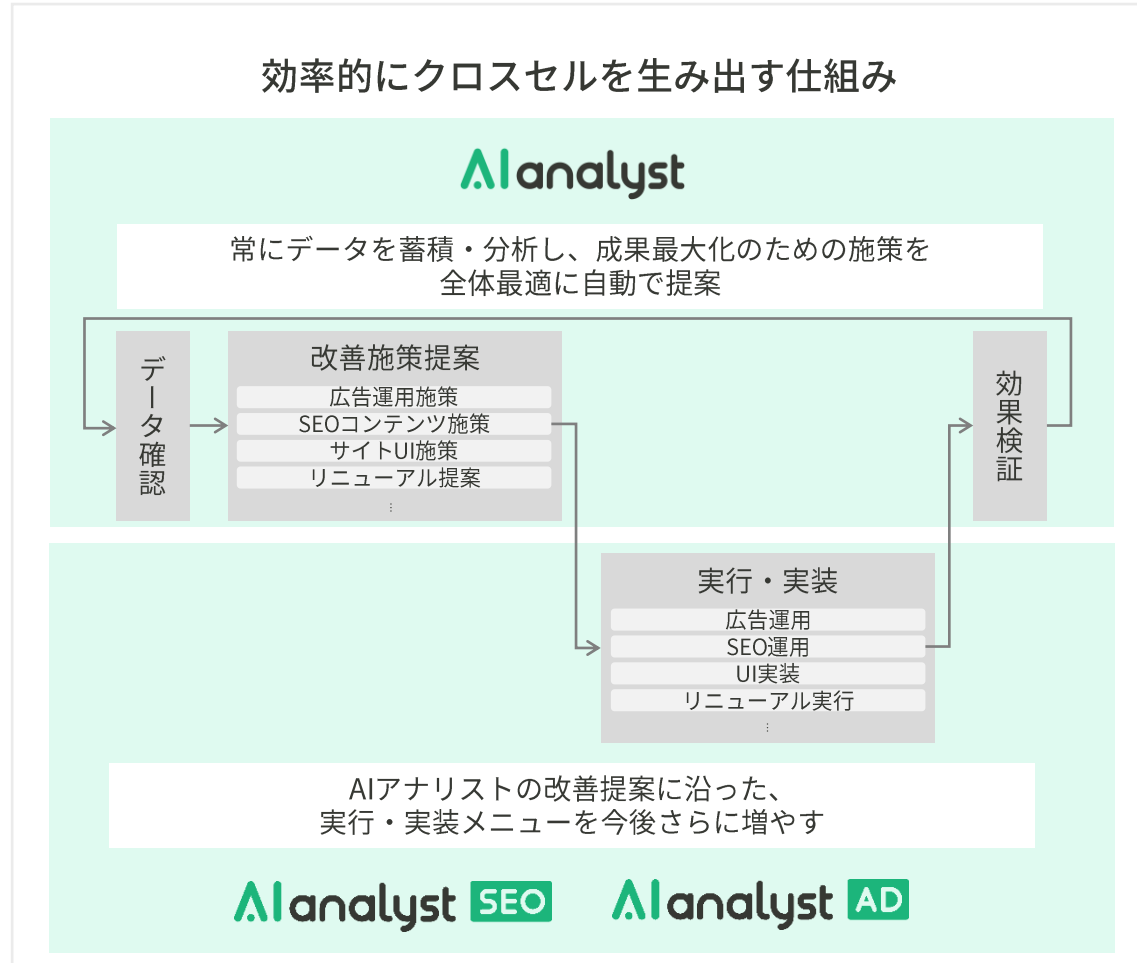 効率的にクロスセルを生み出す仕組み
AI analyst
常にデータを蓄積・分析し、成果最大化のための施策を
全体最適に自動で提案
データ確認
改善施策提案
広告運用施策
SEOコンテンツ施策
サイトUI施策
リニューアル提案
⋮
効果検証
実行・実装
広告運用
SEO運用
UI実装
リニューアル実行
⋮
AIアナリストの改善提案に沿った、
実行・実装メニューを今後さらに増やす
AI analyst SEO
AI analyst AD